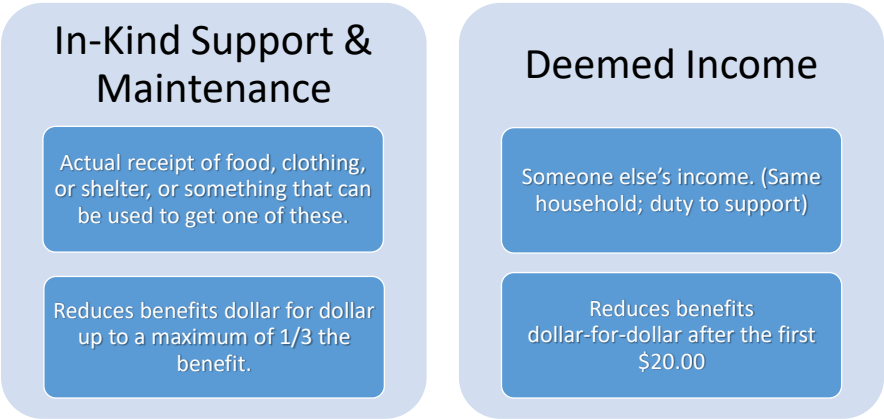 In-Kind Support &
Maintenance
Actual receipt of food, clothing,
or shelter, or something that can
be used to get one of these.
Reduces benefits dollar for dollar
up to a maximum of 1/3 the
benefit.
Deemed Income
Someone else’s income. (Same
household; duty to support)
Reduces benefits
dollar-for-dollar after the first
$20.00